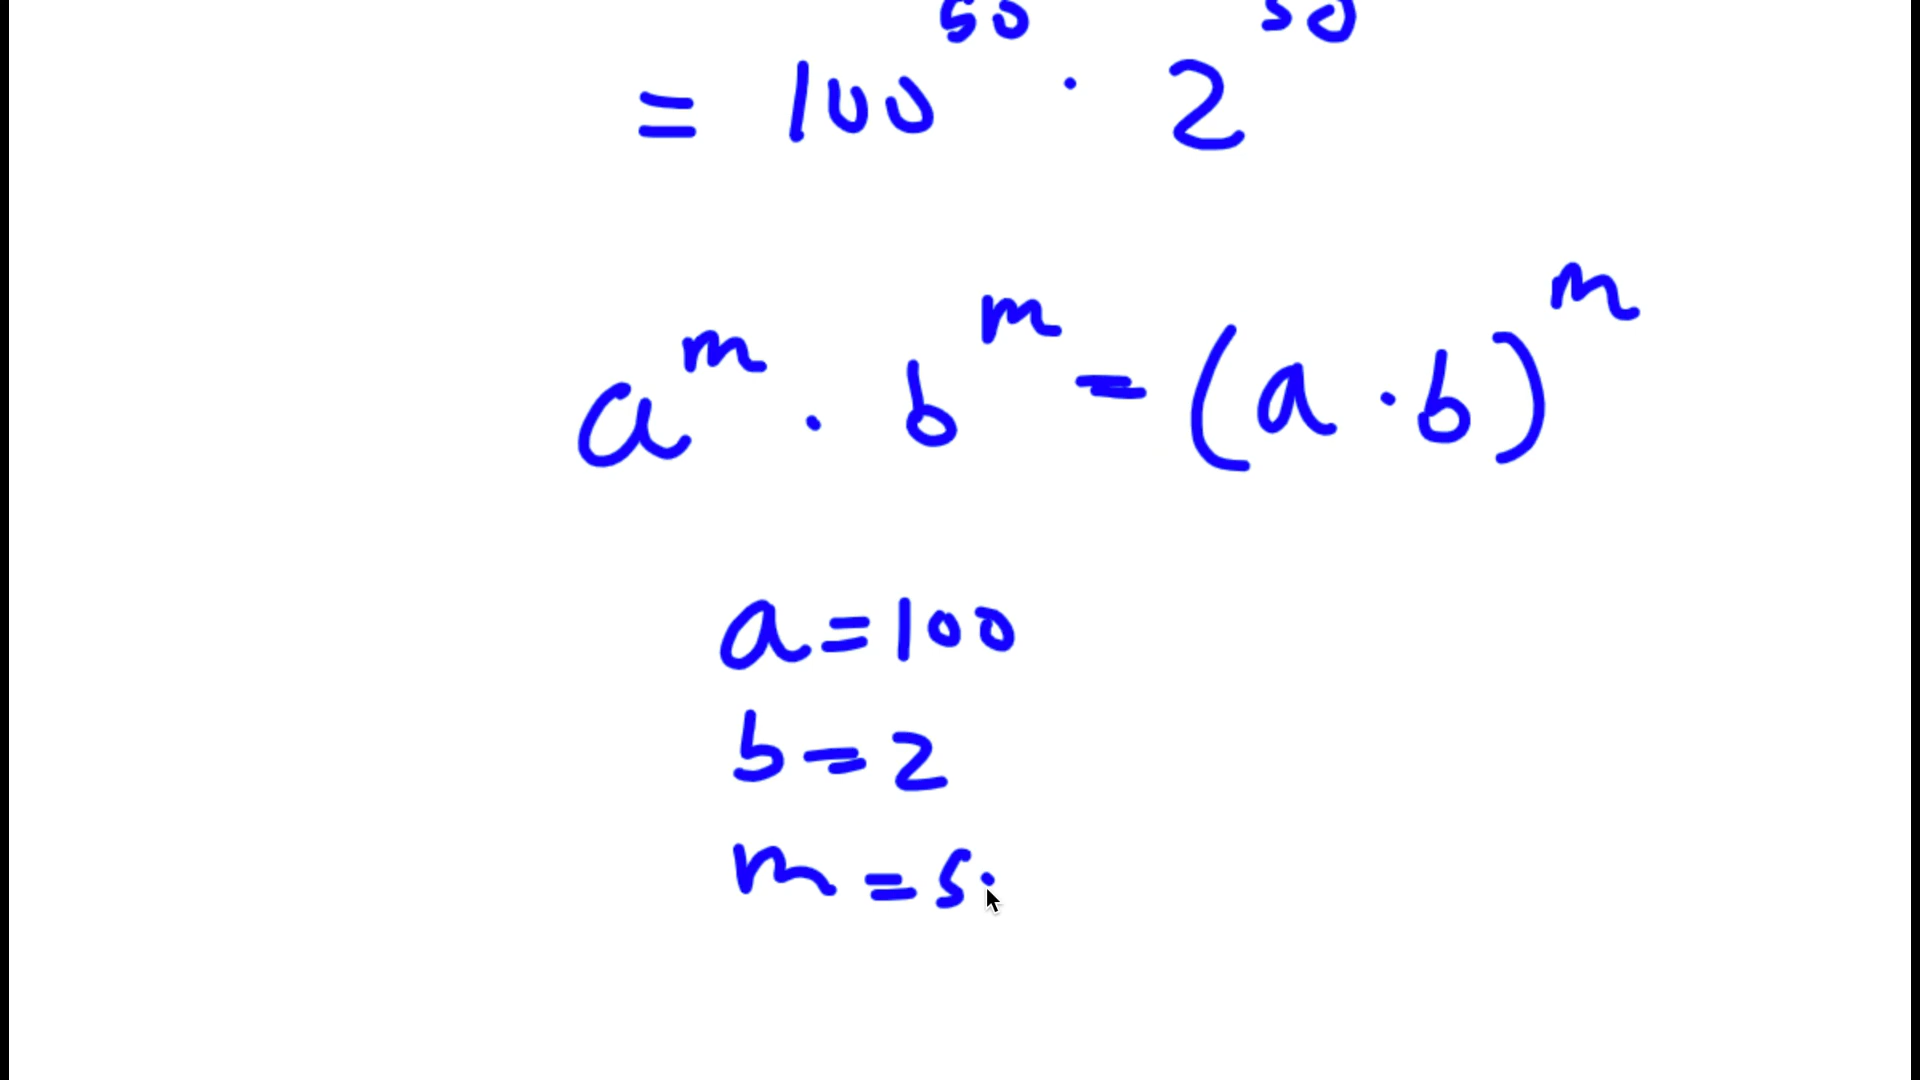 = 100^50 · 2^50
a^m · b^m = (a · b)^m
a = 100
b = 2
m = 5